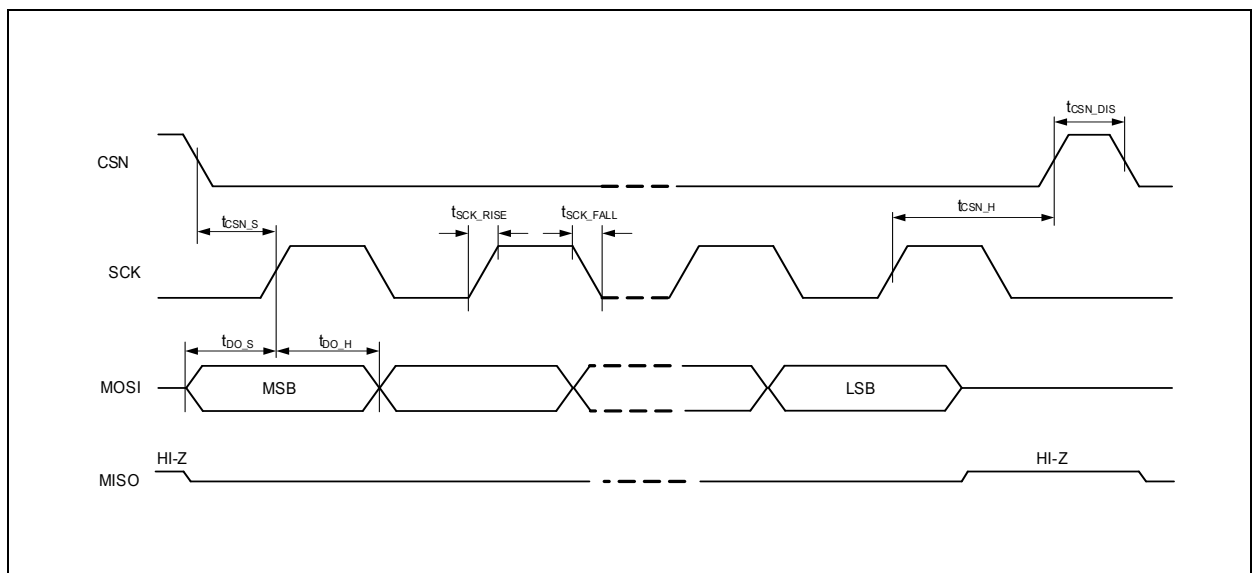 tCSN_DIS
CSN
tCSN_S
tSCK_RISE
tSCK_FALL
tCSN_H
SCK
tDO_S
tDO_H
MOSI
MSB
LSB
HI-Z
HI-Z
MISO